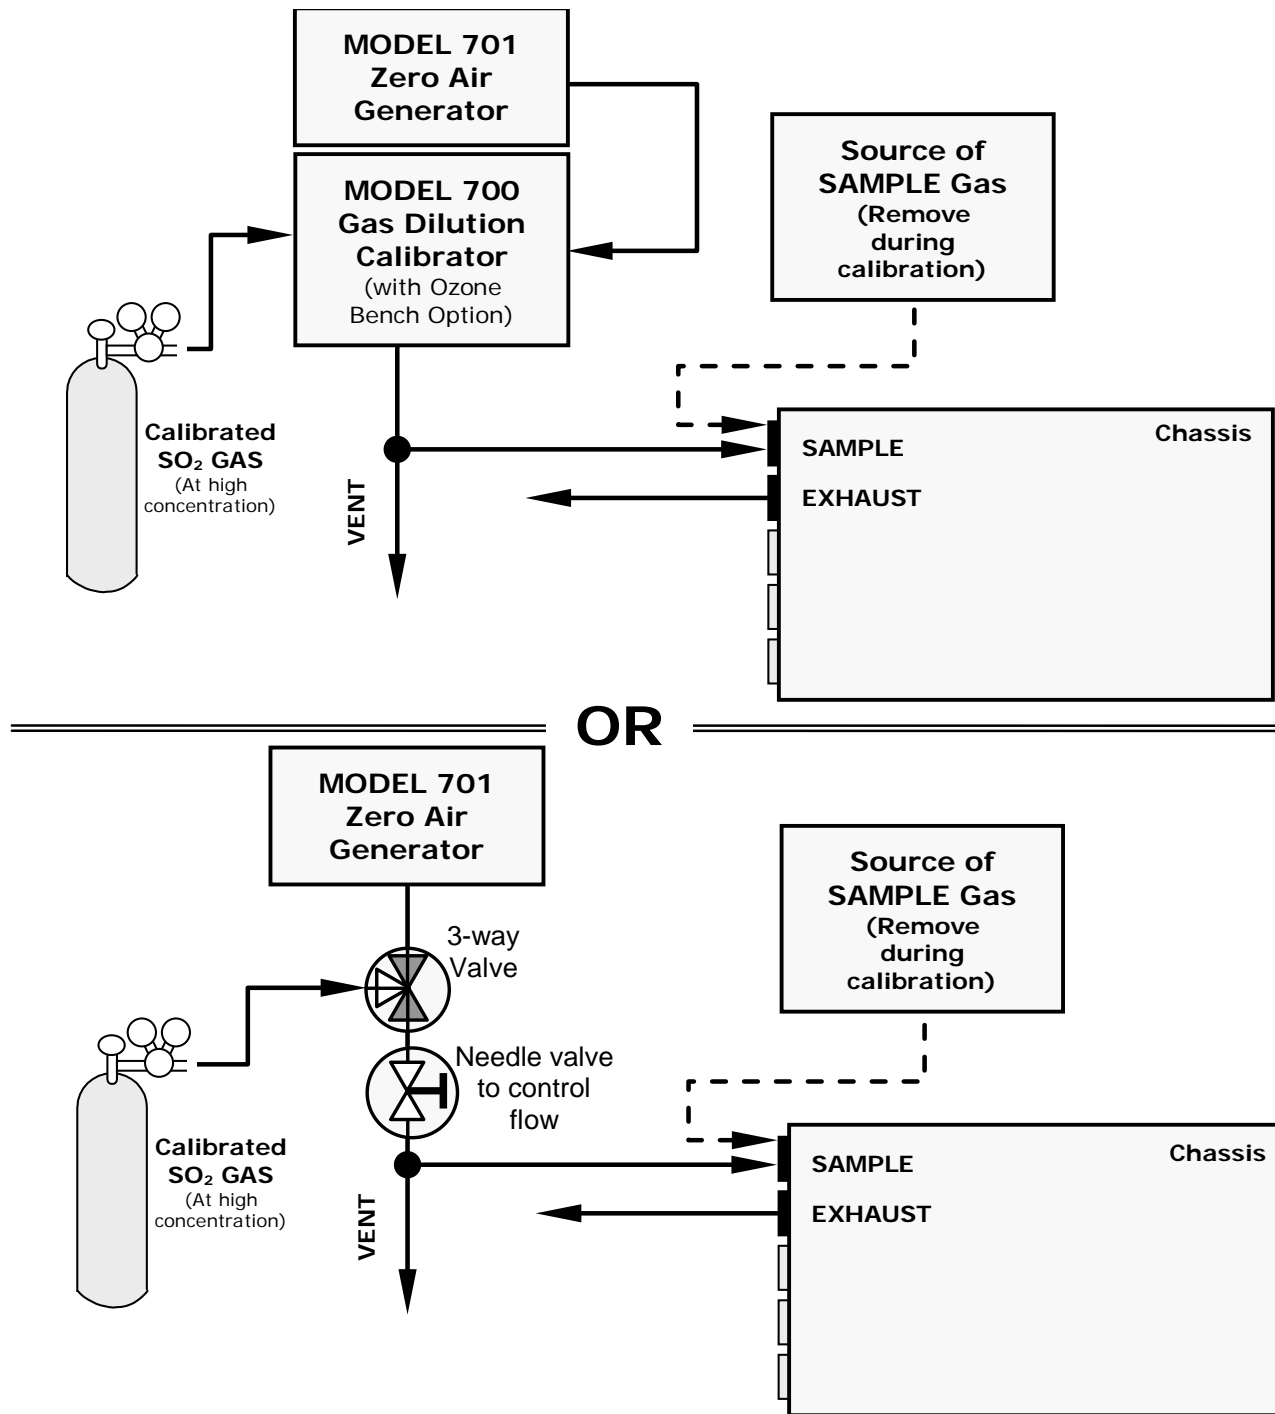 MODEL 701
Zero Air
Generator
MODEL 700
Gas Dilution
Calibrator
(with Ozone
Bench Option)
Source of
SAMPLE Gas
(Remove
during
calibration)
Calibrated
SO₂ GAS
(At high
concentration)
VENT
Chassis
SAMPLE
EXHAUST
OR
MODEL 701
Zero Air
Generator
3-way
Valve
Source of
SAMPLE Gas
(Remove
during
calibration)
Needle valve
to control
flow
Calibrated
SO₂ GAS
(At high
concentration)
VENT
Chassis
SAMPLE
EXHAUST